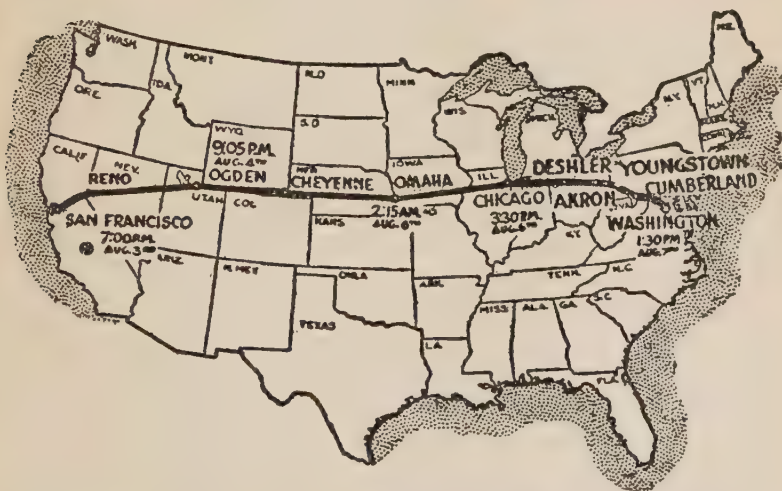 WASH.
MONT.
N.D
MINN
ME.
ORE.
IDA.
S.D
WIS.
MICH.
N.Y.
VT.
WYO.
9:05 P.M.
AUG. 4TH
OGDEN
CALIF
NEV.
RENO
UTAH
COL
CHEYENNE
IOWA
OMAHA
2:15 A.M.
AUG. 6TH
ILL
DESHLER
YOUNGSTOWN
CUMBERLAND
CHICAGO
3:30 P.M.
AUG. 6TH
AKRON
WASHINGTON
1:30 PM
AUG. 7TH
SAN FRANCISCO
7:00 P.M.
AUG. 3RD
KANS
KY.
ARIZ.
N. MEX
OKLA
TEXAS
ARK.
LA
TENN.
N.C.
S.C.
MISS
ALA.
GA
FLA